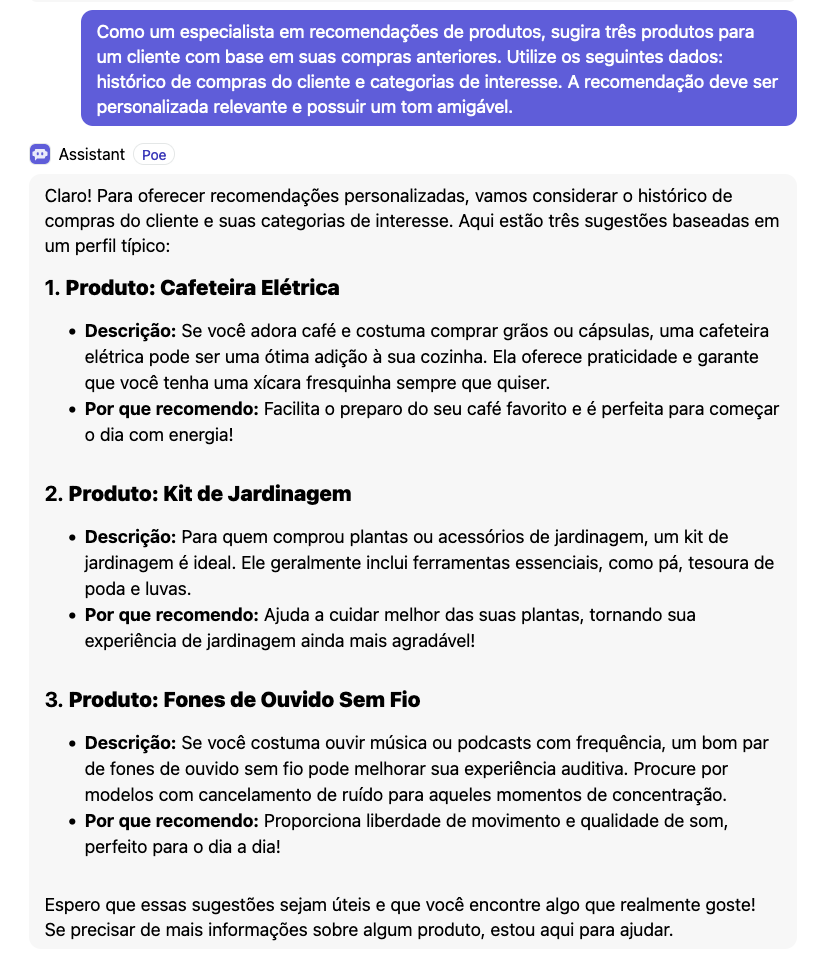 Como um especialista em recomendações de produtos, sugira três produtos para
um cliente com base em suas compras anteriores. Utilize os seguintes dados:
histórico de compras do cliente e categorias de interesse. A recomendação deve ser
personalizada relevante e possuir um tom amigável.
Assistant Poe
Claro! Para oferecer recomendações personalizadas, vamos considerar o histórico de
compras do cliente e suas categorias de interesse. Aqui estão três sugestões baseadas em
um perfil típico:
1. Produto: Cafeteira Elétrica
• Descrição: Se você adora café e costuma comprar grãos ou cápsulas, uma cafeteira
elétrica pode ser uma ótima adição à sua cozinha. Ela oferece praticidade e garante
que você tenha uma xícara fresquinha sempre que quiser.
• Por que recomendo: Facilita o preparo do seu café favorito e é perfeita para começar
o dia com energia!
2. Produto: Kit de Jardinagem
• Descrição: Para quem comprou plantas ou acessórios de jardinagem, um kit de
jardinagem é ideal. Ele geralmente inclui ferramentas essenciais, como pá, tesoura de
poda e luvas.
• Por que recomendo: Ajuda a cuidar melhor das suas plantas, tornando sua
experiência de jardinagem ainda mais agradável!
3. Produto: Fones de Ouvido Sem Fio
• Descrição: Se você costuma ouvir música ou podcasts com frequência, um bom par
de fones de ouvido sem fio pode melhorar sua experiência auditiva. Procure por
modelos com cancelamento de ruído para aqueles momentos de concentração.
• Por que recomendo: Proporciona liberdade de movimento e qualidade de som,
perfeito para o dia a dia!
Espero que essas sugestões sejam úteis e que você encontre algo que realmente goste!
Se precisar de mais informações sobre algum produto, estou aqui para ajudar.